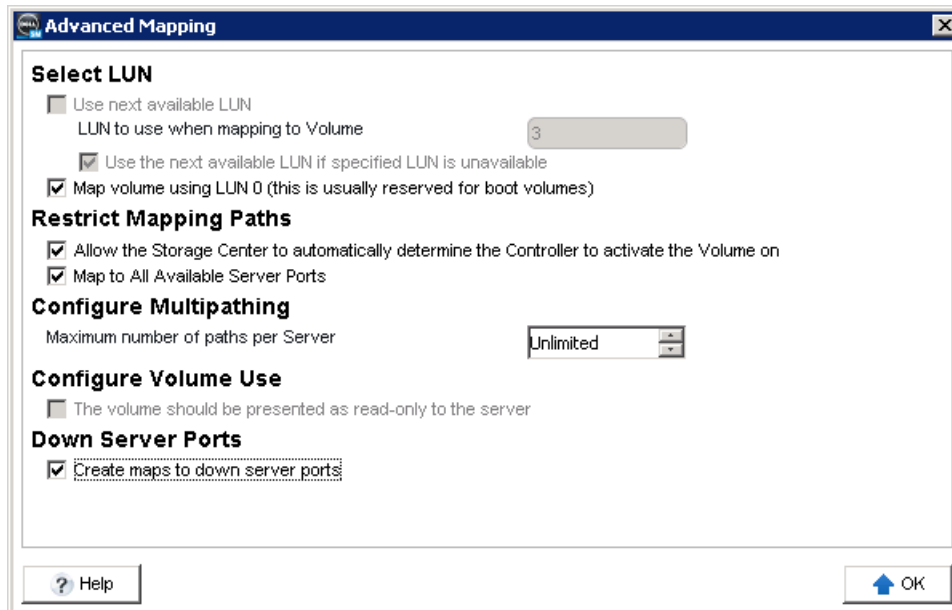 Advanced Mapping
Select LUN
Use next available LUN
LUN to use when mapping to Volume
3
Use the next available LUN if specified LUN is unavailable
Map volume using LUN 0 (this is usually reserved for boot volumes)
Restrict Mapping Paths
Allow the Storage Center to automatically determine the Controller to activate the Volume on
Map to All Available Server Ports
Configure Multipathing
Maximum number of paths per Server
Unlimited
Configure Volume Use
The volume should be presented as read-only to the server
Down Server Ports
Create maps to down server ports
? Help
OK